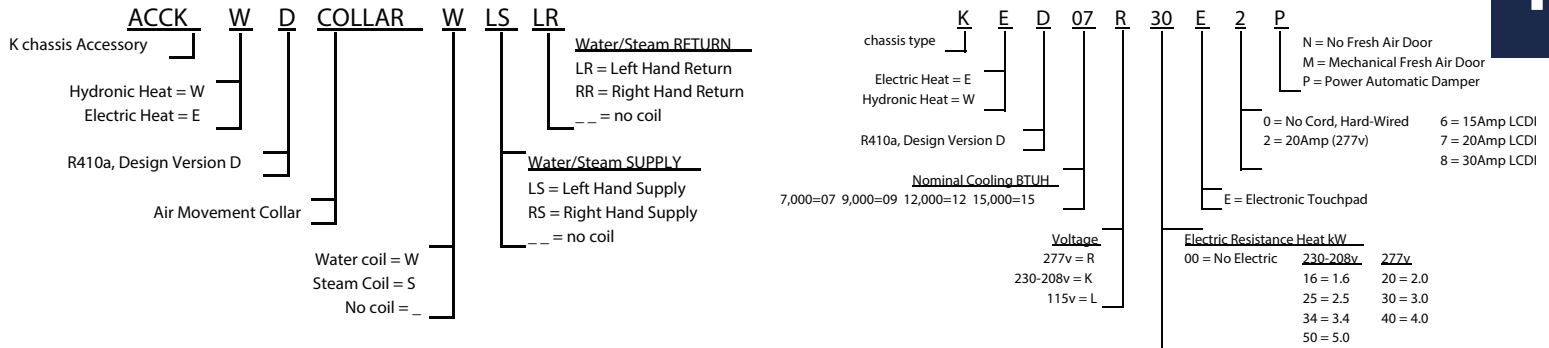 ACCK W D COLLAR W LS LR
K chassis Accessory
Hydronic Heat = W
Electric Heat = E
R410a, Design Version D
Air Movement Collar
Water coil = W
Steam Coil = S
No coil = _
Water/Steam RETURN
LR = Left Hand Return
RR = Right Hand Return
_ _ = no coil
Water/Steam SUPPLY
LS = Left Hand Supply
RS = Right Hand Supply
_ _ = no coil
K E D 07 R 30 E 2 P
chassis type
Electric Heat = E
Hydronic Heat = W
R410a, Design Version D
Nominal Cooling BTUH
7,000=07 9,000=09 12,000=12 15,000=15
Voltage
277v = R
230-208v = K
115v = L
N = No Fresh Air Door
M = Mechanical Fresh Air Door
P = Power Automatic Damper
0 = No Cord, Hard-Wired 6 = 15Amp LCDI
2 = 20Amp (277v) 7 = 20Amp LCDI
8 = 30Amp LCDI
E = Electronic Touchpad
Electric Resistance Heat kW
00 = No Electric 230-208v 277v
16 = 1.6 20 = 2.0
25 = 2.5 30 = 3.0
34 = 3.4 40 = 4.0
50 = 5.0